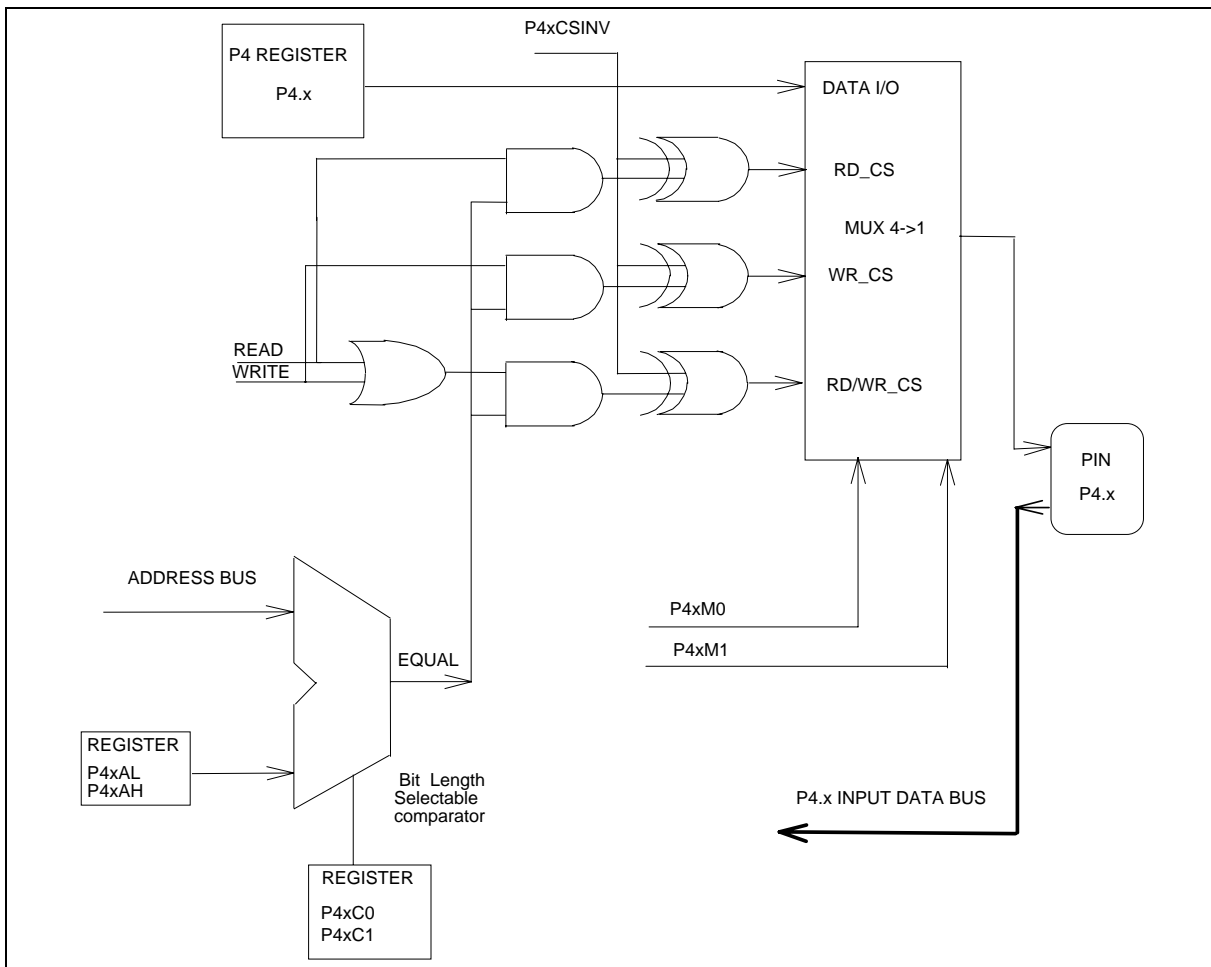 P4xCSINV
P4 REGISTER
P4.x
DATA I/O
RD_CS
MUX 4->1
WR_CS
READ
WRITE
RD/WR_CS
PIN
P4.x
ADDRESS BUS
P4xM0
P4xM1
EQUAL
REGISTER
P4xAL
P4xAH
Bit Length
Selectable
comparator
P4.x INPUT DATA BUS
REGISTER
P4xC0
P4xC1